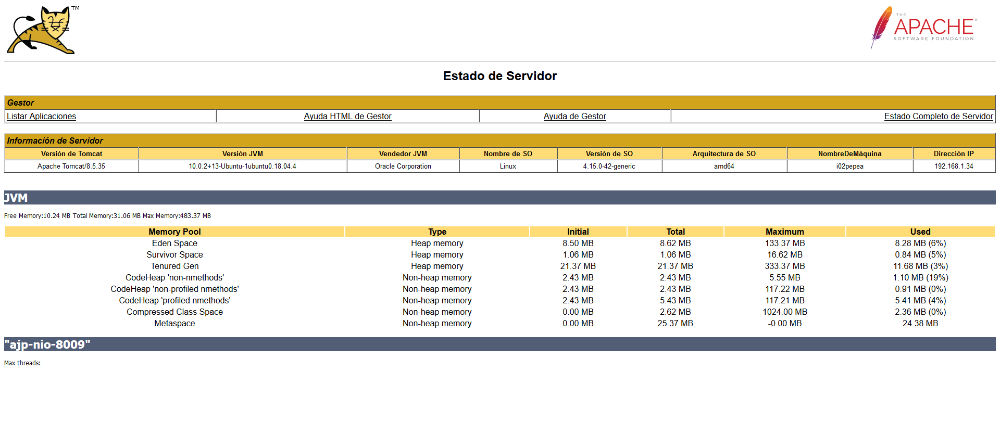 TM
THE
APACHE®
SOFTWARE FOUNDATION
Estado de Servidor
Gestor
Listar Aplicaciones Ayuda HTML de Gestor Ayuda de Gestor Estado Completo de Servidor
Información de Servidor
Versión de Tomcat Versión JVM Vendedor JVM Nombre de SO Versión de SO Arquitectura de SO NombreDeMáquina Dirección IP
Apache Tomcat/8.5.35 10.0.2+13-Ubuntu-1ubuntu0.18.04.4 Oracle Corporation Linux 4.15.0-42-generic amd64 i02pepea 192.168.1.34
JVM
Free Memory:10.24 MB Total Memory:31.06 MB Max Memory:483.37 MB
Memory Pool Type Initial Total Maximum Used
Eden Space Heap memory 8.50 MB 8.62 MB 133.37 MB 8.28 MB (6%)
Survivor Space Heap memory 1.06 MB 1.06 MB 16.62 MB 0.84 MB (5%)
Tenured Gen Heap memory 21.37 MB 21.37 MB 333.37 MB 11.68 MB (3%)
CodeHeap 'non-nmethods' Non-heap memory 2.43 MB 2.43 MB 5.55 MB 1.10 MB (19%)
CodeHeap 'non-profiled nmethods' Non-heap memory 2.43 MB 2.43 MB 117.22 MB 0.91 MB (0%)
CodeHeap 'profiled nmethods' Non-heap memory 2.43 MB 5.43 MB 117.21 MB 5.41 MB (4%)
Compressed Class Space Non-heap memory 0.00 MB 2.62 MB 1024.00 MB 2.36 MB (0%)
Metaspace Non-heap memory 0.00 MB 25.37 MB -0.00 MB 24.38 MB
"ajp-nio-8009"
Max threads: